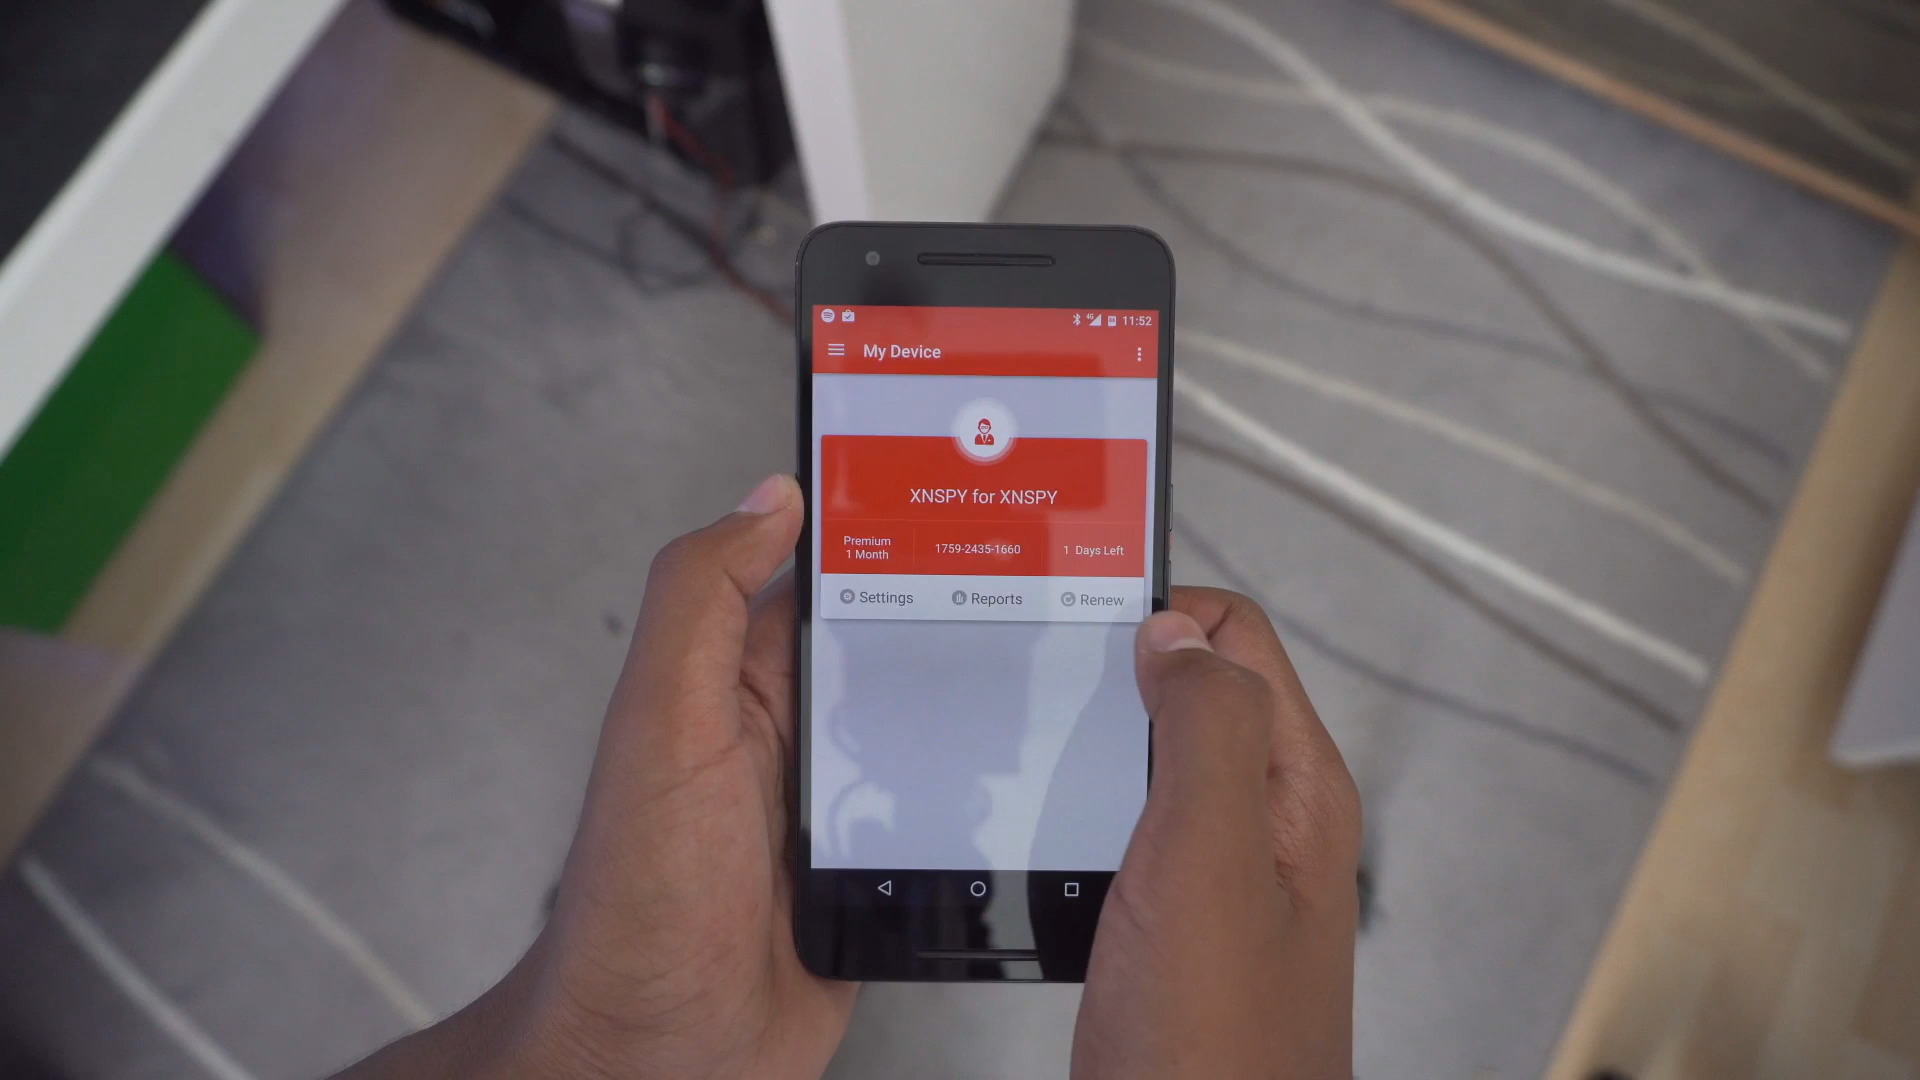 11:52
My Device
XNSPY for XNSPY
Premium
1 Month
1759-2435-1660
1 Days Left
Settings
Reports
Renew